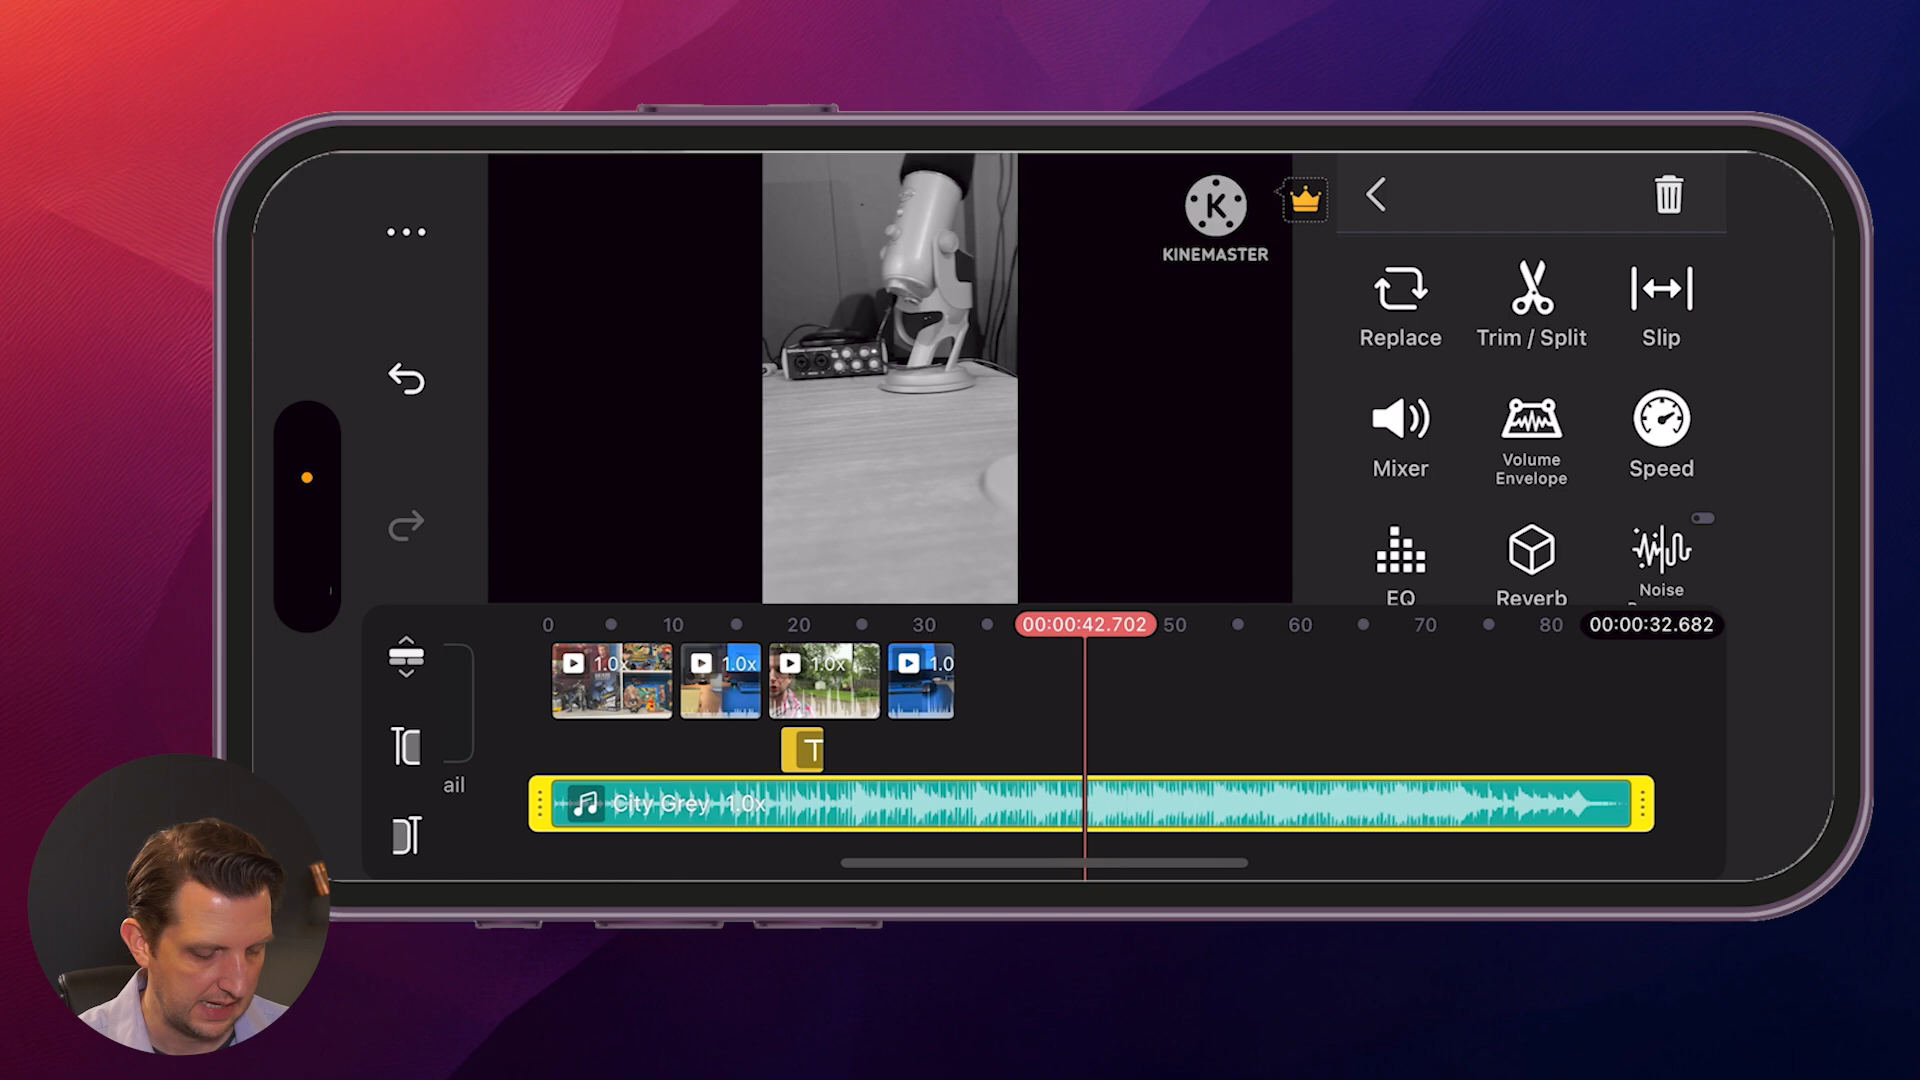 K
KINEMASTER
Replace
Trim / Split
Slip
Mixer
Volume
Envelope
Speed
EQ
Reverb
Noise
0 10 20 30 00:00:42.702 50 60 70 80 00:00:32.682
1.0x 1.0x 1.0x 1.0
T
ail
City Grey 1.0x